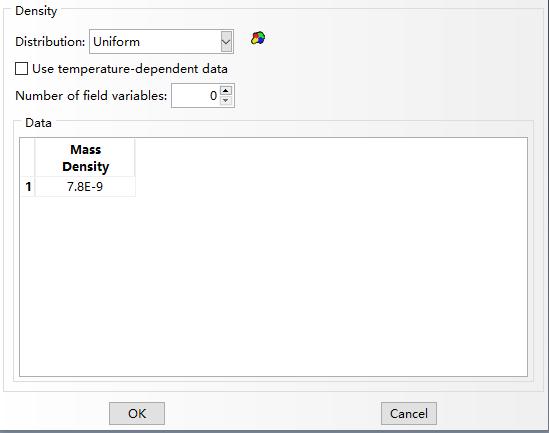 Density
Distribution: Uniform
Use temperature-dependent data
Number of field variables: 0
Data
Mass
Density
1 7.8E-9
OK Cancel